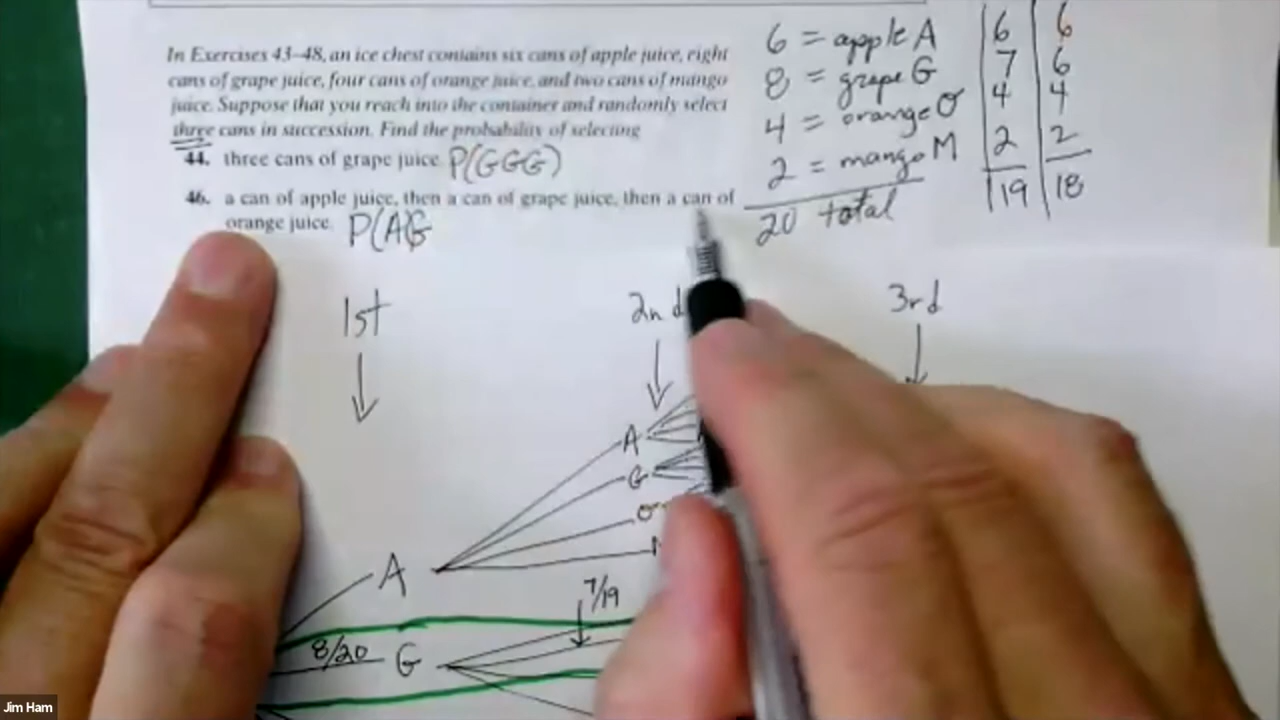 In Exercises 43–48, an ice chest contains six cans of apple juice, eight
cans of grape juice, four cans of orange juice, and two cans of mango
juice. Suppose that you reach into the container and randomly select
three cans in succession. Find the probability of selecting
44. three cans of grape juice. P(GGG)
46. a can of apple juice, then a can of grape juice, then a can of
orange juice. P(AG
6 = apple A
8 = grape G
4 = orange O
2 = mango M
20 total
6
7
4
2
19
6
6
4
2
18
1st
2nd
3rd
A
G
O
A
7/19
8/20 G
Jim Ham